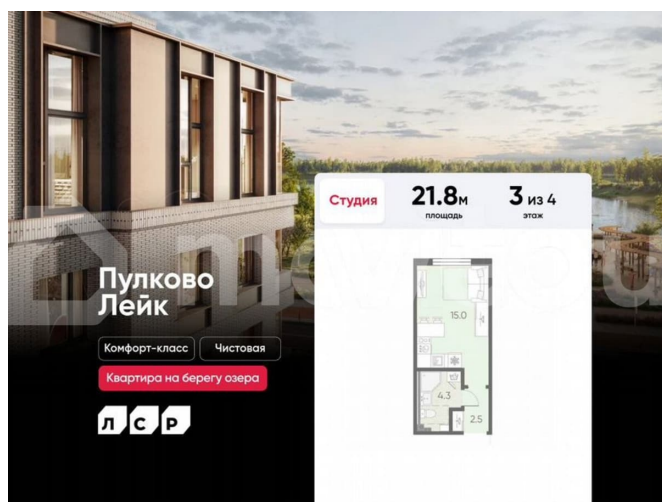 Студия
21.8м
площадь
3 из 4
этаж
Пулково
Лейк
Комфорт-класс
Чистовая
Квартира на берегу озера
ЛСР
15.0
4.3
2.5